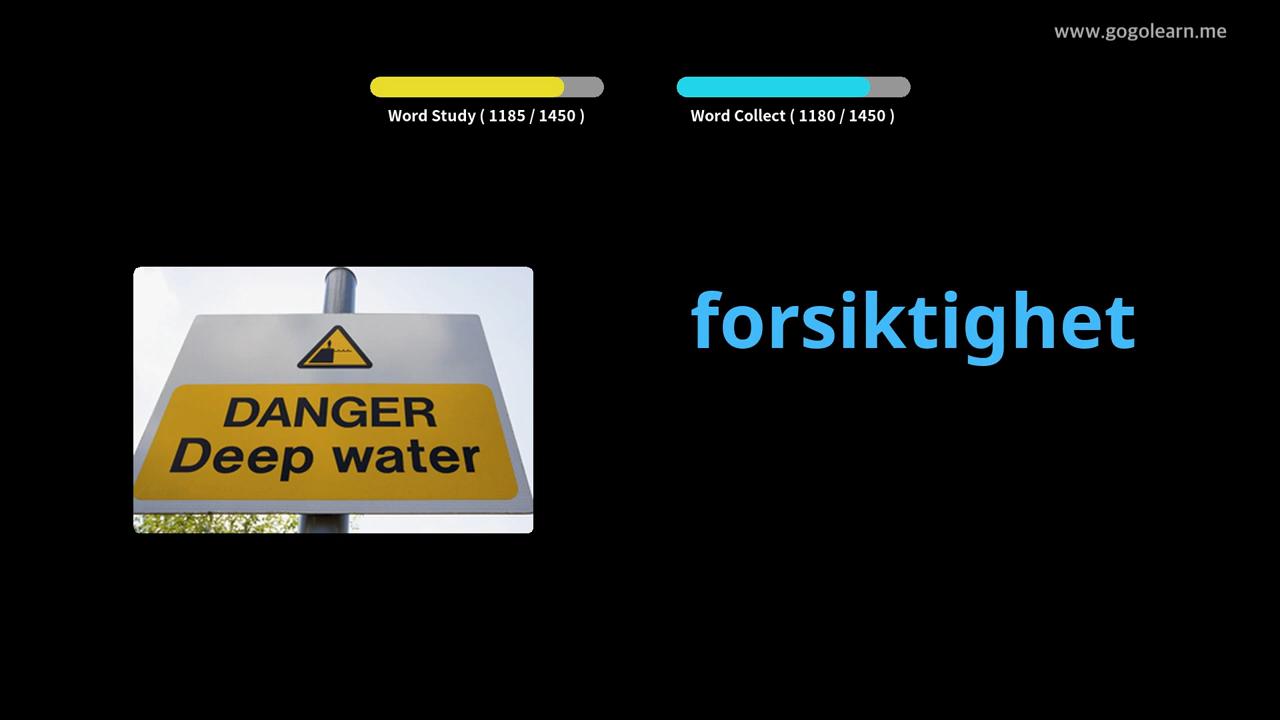 www.gogolearn.me
Word Study ( 1185 / 1450 )
Word Collect ( 1180 / 1450 )
forsiktighet
DANGER
Deep water